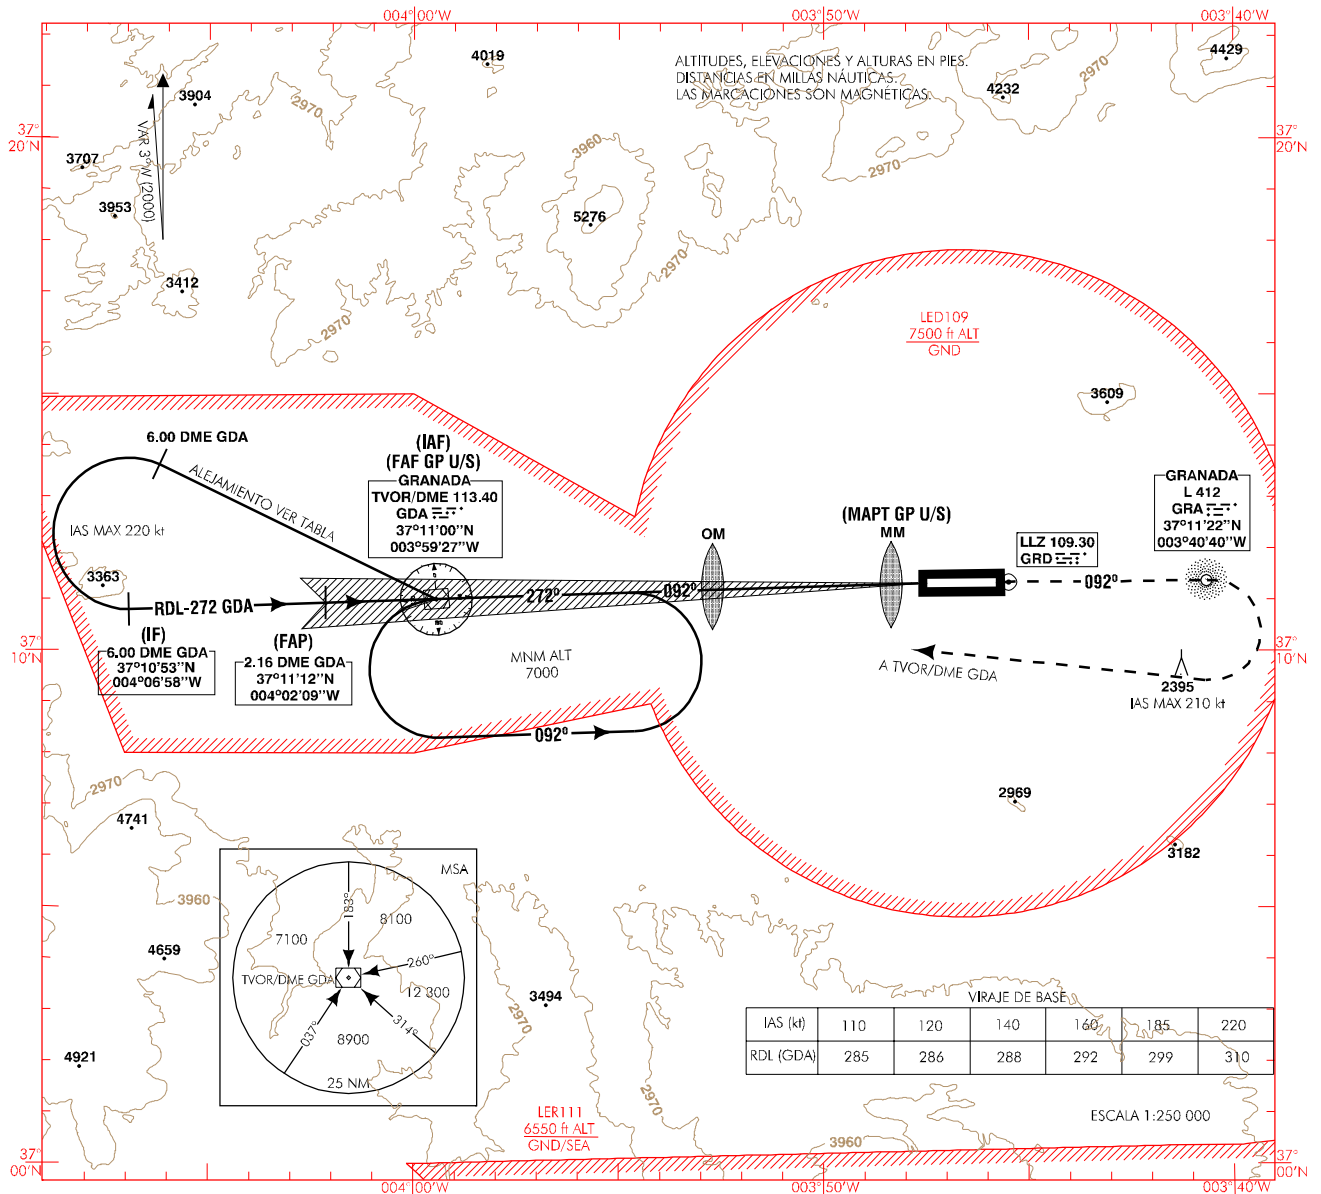 004°00'W
003°50'W
003°40'W
37°
20'N
37°
20'N
37°
10'N
37°
10'N
37°
00'N
37°
00'N
004°00'W
003°50'W
003°40'W
ALTITUDES, ELEVACIONES Y ALTURAS EN PIES.
DISTANCIAS EN MILLAS NÁUTICAS.
LAS MARCACIONES SON MAGNÉTICAS.
VAR 3° W (2000)
4019
4429
4232
3904
3707
3953
3412
5276
2970
2970
2970
2970
2970
3960
LED109
7500 ft ALT
GND
3609
6.00 DME GDA
ALEJAMIENTO VER TABLA
IAS MAX 220 kt
3363
(IAF)
(FAF GP U/S)
GRANADA
TVOR/DME 113.40
GDA
37°11'00''N
003°59'27''W
OM
(MAPT GP U/S)
MM
LLZ 109.30
GRD
GRANADA
L 412
GRA
37°11'22''N
003°40'40''W
RDL-272 GDA
272º
092º
092º
(IF)
6.00 DME GDA
37°10'53''N
004°06'58''W
(FAP)
2.16 DME GDA
37°11'12''N
004°02'09''W
MNM ALT
7000
092º
A TVOR/DME GDA
2395
IAS MAX 210 kt
2969
3182
2970
4741
3960
4659
4921
3494
2970
2970
3960
MSA
183°
8100
7100
260°
TVOR/DME GDA
12 300
314°
037°
8900
25 NM
VIRAJE DE BASE
IAS (kt) 110 120 140 160 185 220
RDL (GDA) 285 286 288 292 299 310
LER111
6550 ft ALT
GND/SEA
ESCALA 1:250 000